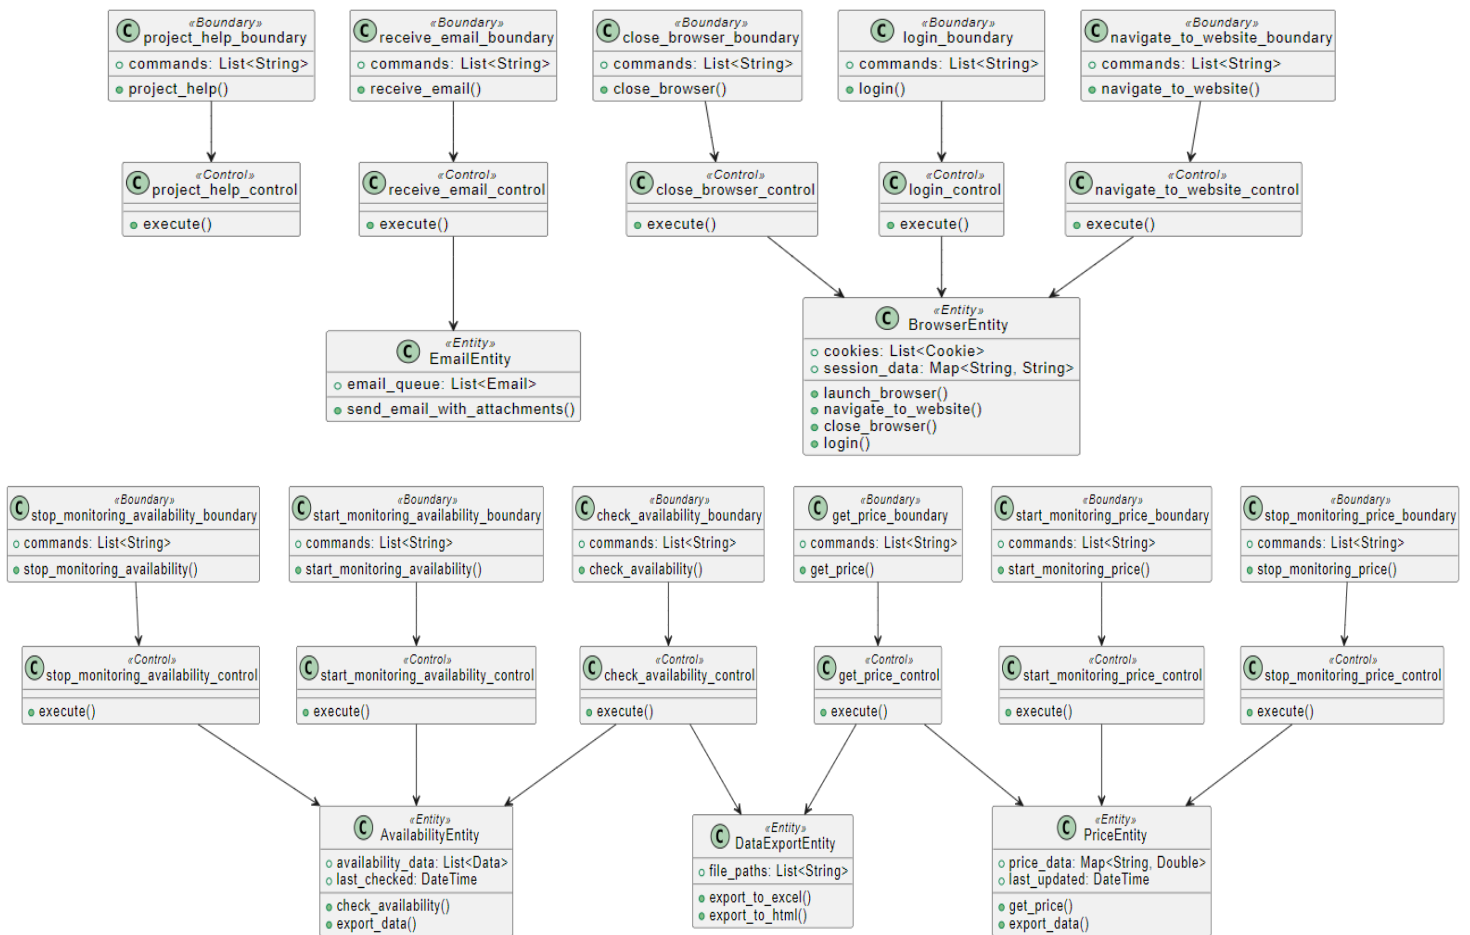 C «Boundary»
project_help_boundary
commands: List<String>
project_help()
C «Boundary»
receive_email_boundary
commands: List<String>
receive_email()
C «Boundary»
close_browser_boundary
commands: List<String>
close_browser()
C «Boundary»
login_boundary
commands: List<String>
login()
C «Boundary»
navigate_to_website_boundary
commands: List<String>
navigate_to_website()
C «Control»
project_help_control
execute()
C «Control»
receive_email_control
execute()
C «Control»
close_browser_control
execute()
C «Control»
login_control
execute()
C «Control»
navigate_to_website_control
execute()
C «Entity»
EmailEntity
email_queue: List<Email>
send_email_with_attachments()
C «Entity»
BrowserEntity
cookies: List<Cookie>
session_data: Map<String, String>
launch_browser()
navigate_to_website()
close_browser()
login()
C «Boundary»
stop_monitoring_availability_boundary
commands: List<String>
stop_monitoring_availability()
C «Boundary»
start_monitoring_availability_boundary
commands: List<String>
start_monitoring_availability()
C «Boundary»
check_availability_boundary
commands: List<String>
check_availability()
C «Boundary»
get_price_boundary
commands: List<String>
get_price()
C «Boundary»
start_monitoring_price_boundary
commands: List<String>
start_monitoring_price()
C «Boundary»
stop_monitoring_price_boundary
commands: List<String>
stop_monitoring_price()
C «Control»
stop_monitoring_availability_control
execute()
C «Control»
start_monitoring_availability_control
execute()
C «Control»
check_availability_control
execute()
C «Control»
get_price_control
execute()
C «Control»
start_monitoring_price_control
execute()
C «Control»
stop_monitoring_price_control
execute()
C «Entity»
AvailabilityEntity
availability_data: List<Data>
last_checked: DateTime
check_availability()
export_data()
C «Entity»
DataExportEntity
file_paths: List<String>
export_to_excel()
export_to_html()
C «Entity»
PriceEntity
price_data: Map<String, Double>
last_updated: DateTime
get_price()
export_data()